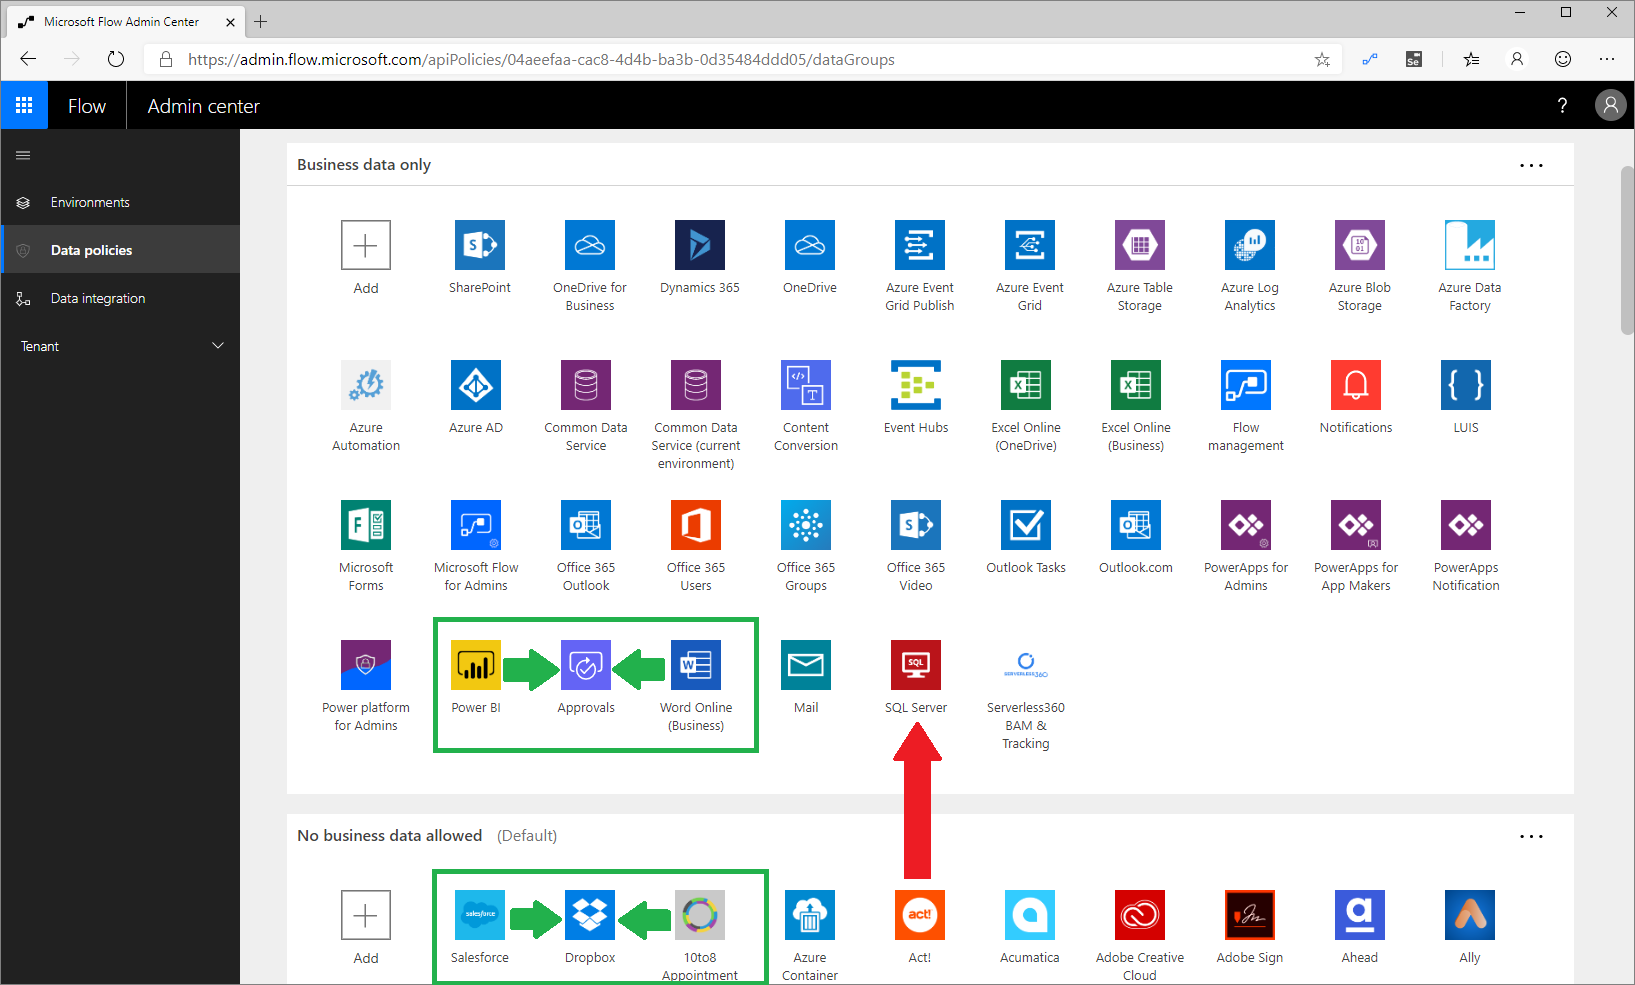 Microsoft Flow Admin Center
https://admin.flow.microsoft.com/apiPolicies/04aeefaa-cac8-4d4b-ba3b-0d35484ddd05/dataGroups
Se
Flow
Admin center
?
Environments
Data policies
Data integration
Tenant
Business data only
Add
SharePoint
OneDrive for
Business
Dynamics 365
OneDrive
Azure Event
Grid Publish
Azure Event
Grid
Azure Table
Storage
Azure Log
Analytics
Azure Blob
Storage
Azure Data
Factory
Azure
Automation
Azure AD
Common Data
Service
Common Data
Service (current
environment)
Content
Conversion
Event Hubs
Excel Online
(OneDrive)
Excel Online
(Business)
Flow
management
Notifications
LUIS
Microsoft
Forms
Microsoft Flow
for Admins
Office 365
Outlook
Office 365
Users
Office 365
Groups
Office 365
Video
Outlook Tasks
Outlook.com
PowerApps for
Admins
PowerApps for
App Makers
PowerApps
Notification
Power platform
for Admins
Power BI
Approvals
Word Online
(Business)
Mail
SQL
SQL Server
SERVERLESS360
Serverless360
BAM &
Tracking
No business data allowed (Default)
Add
salesforce
Salesforce
Dropbox
10to8
Appointment
Azure
Container
act!
Act!
Acumatica
Adobe Creative
Cloud
Adobe Sign
a
Ahead
Ally